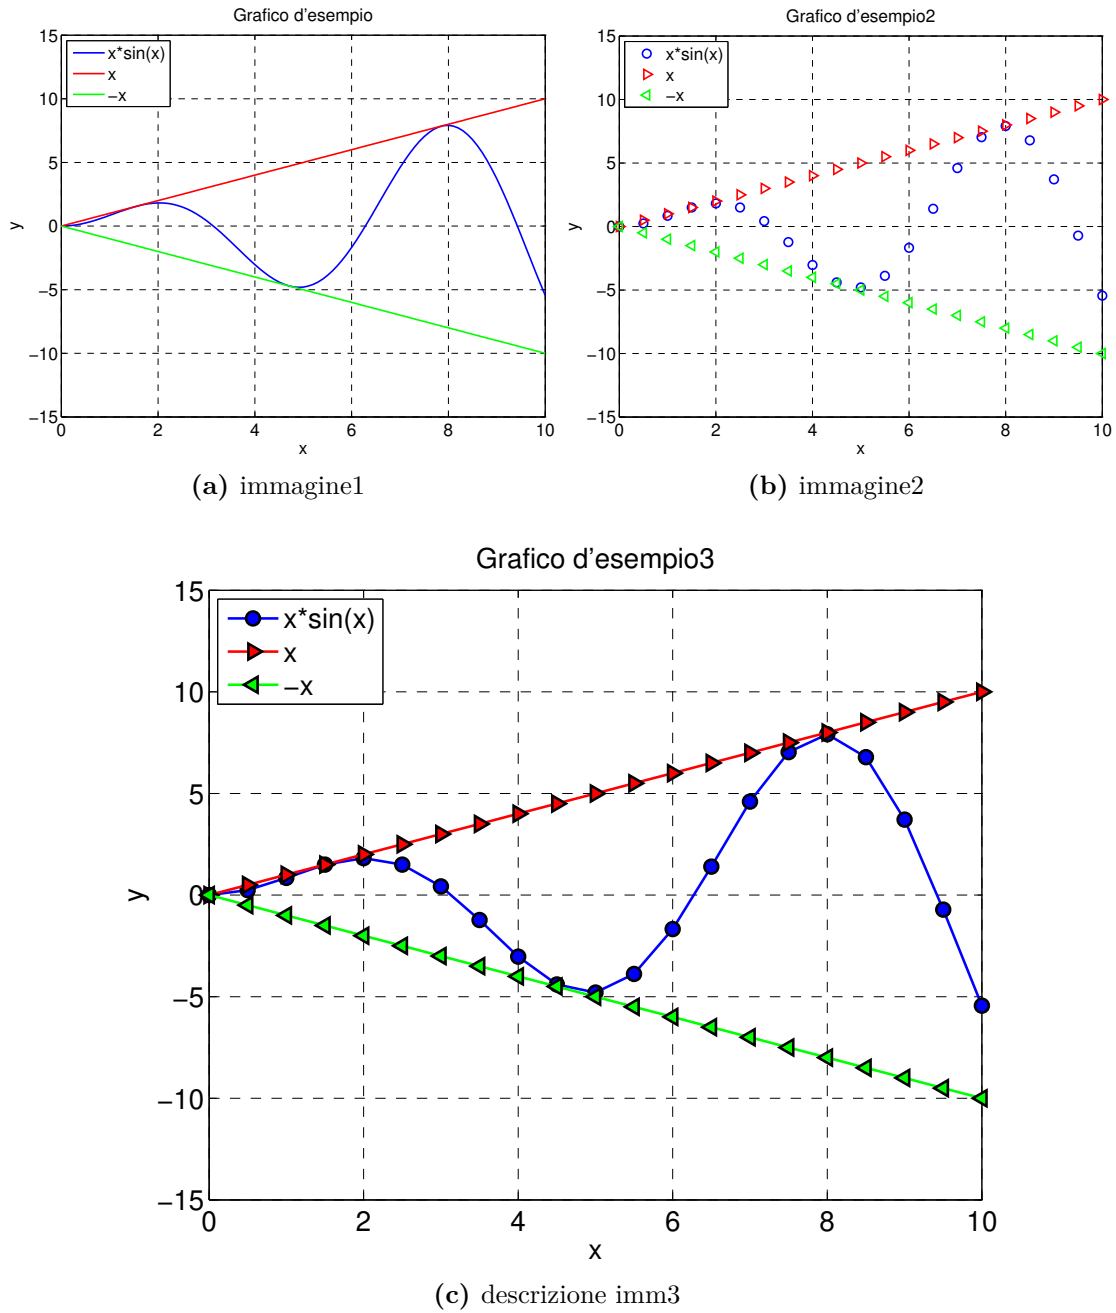 Grafico d'esempio
x*sin(x)
x
−x
15
10
5
0
−5
−10
−15
0 2 4 6 8 10
x
y
(a) immagine1
Grafico d'esempio2
x*sin(x)
x
−x
15
10
5
0
−5
−10
−15
0 2 4 6 8 10
x
y
(b) immagine2
Grafico d'esempio3
x*sin(x)
x
−x
15
10
5
0
−5
−10
−15
0 2 4 6 8 10
x
y
(c) descrizione imm3